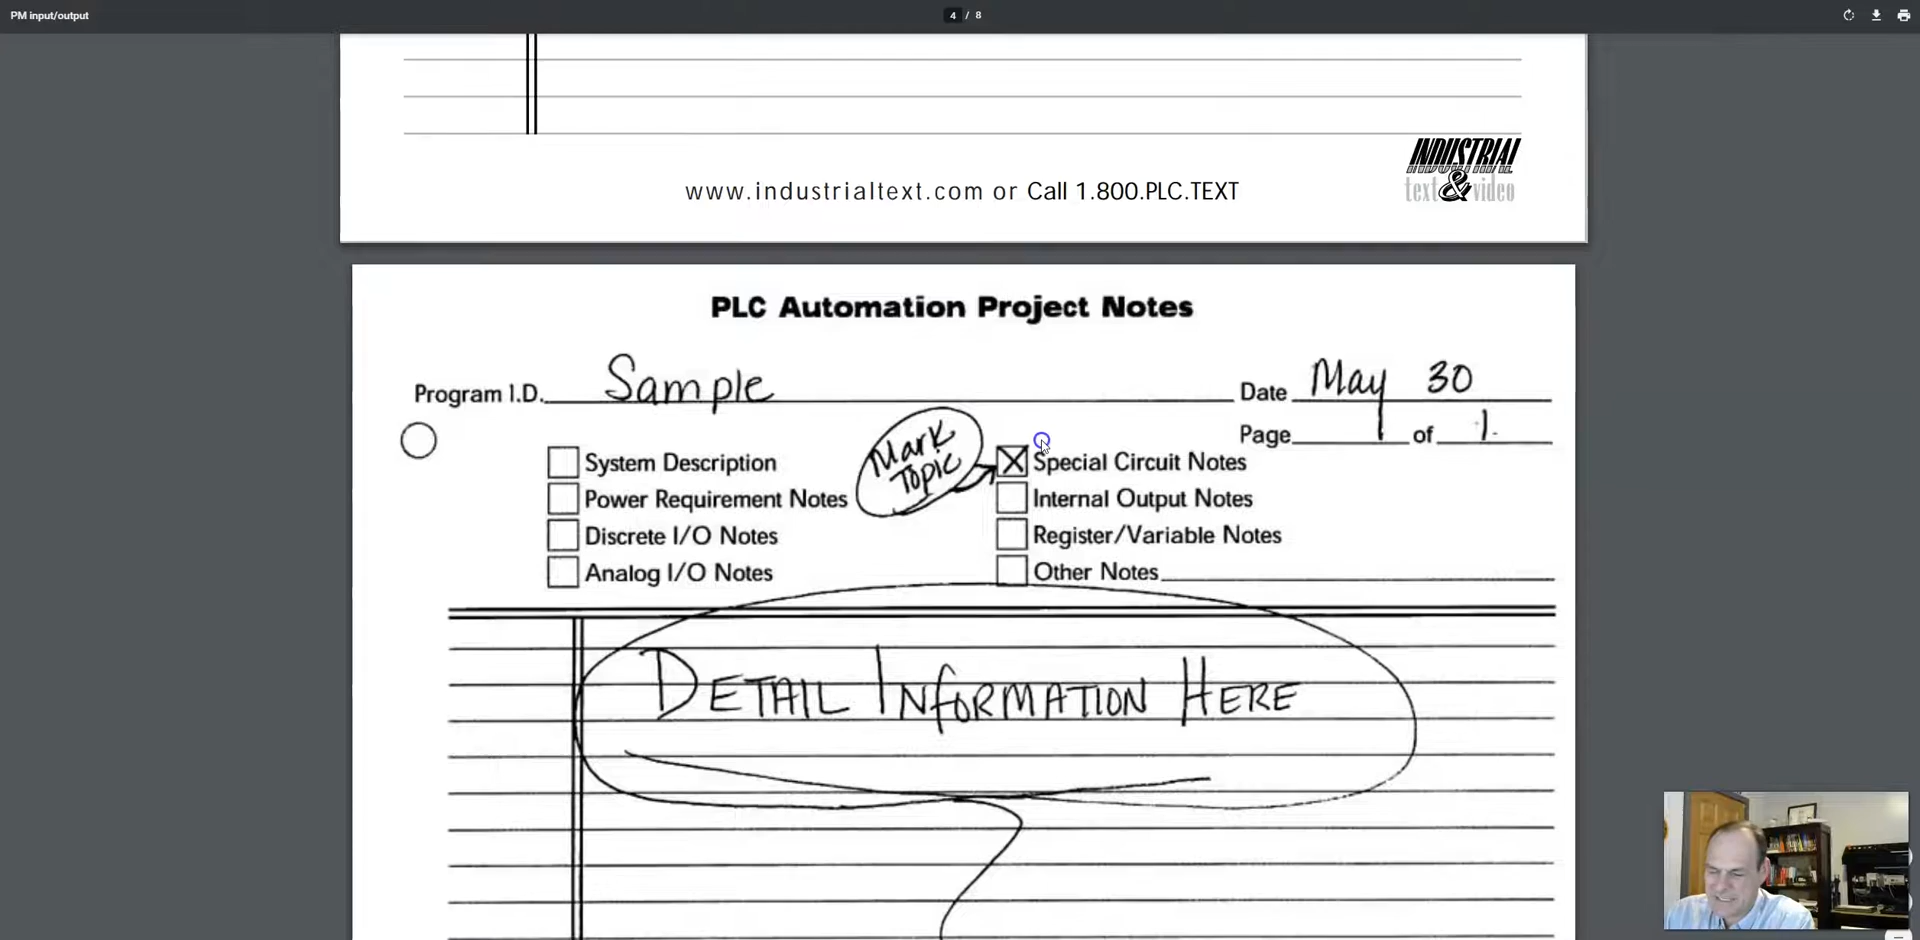 PM input/output
4 / 8
www.industrialtext.com or Call 1.800.PLC.TEXT
INDUSTRIAL
text & video
PLC Automation Project Notes
Program I.D. Sample
Date May 30
Page 1 of 1
Mark
Topic
System Description
Power Requirement Notes
Discrete I/O Notes
Analog I/O Notes
Special Circuit Notes
Internal Output Notes
Register/Variable Notes
Other Notes
DETAIL INFORMATION HERE